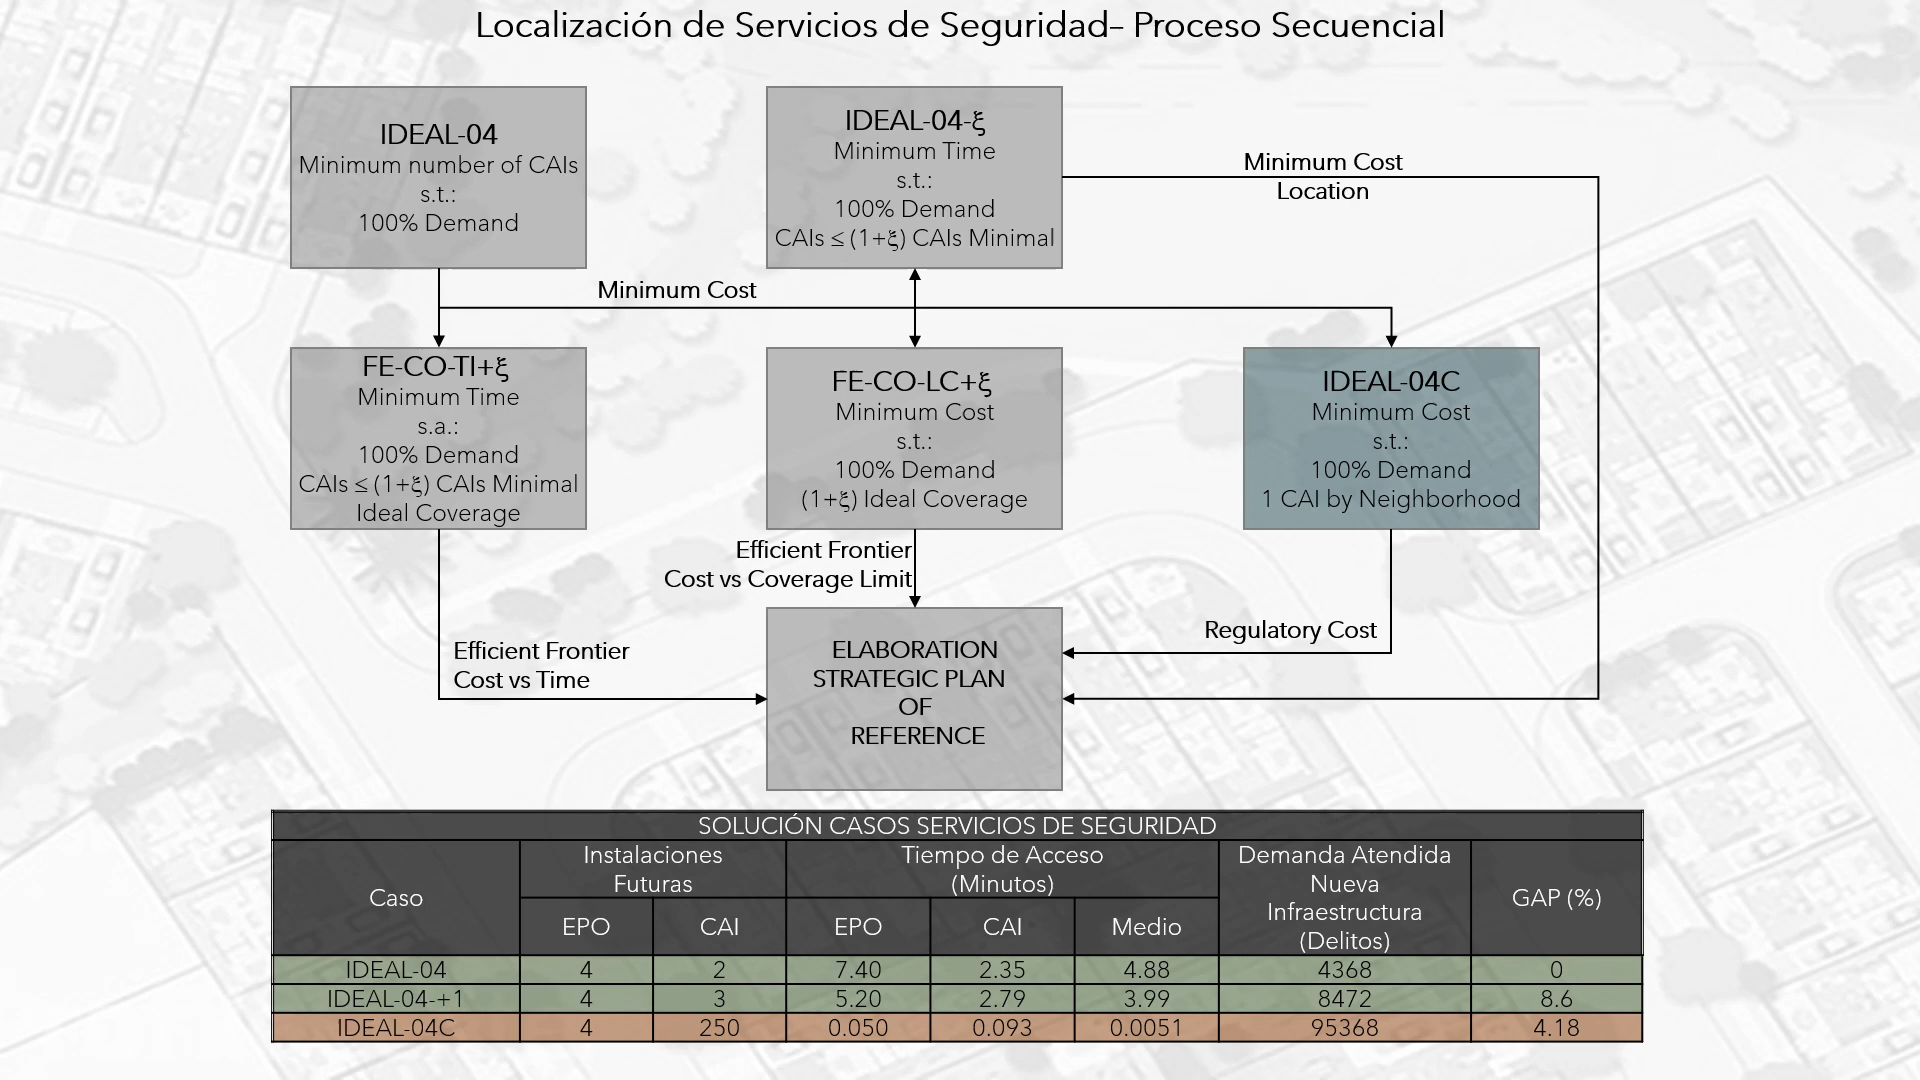 Localización de Servicios de Seguridad– Proceso Secuencial
IDEAL-04
Minimum number of CAIs
s.t.:
100% Demand
IDEAL-04-ξ
Minimum Time
s.t.:
100% Demand
CAIs ≤ (1+ξ) CAIs Minimal
Minimum Cost
Location
Minimum Cost
FE-CO-TI+ξ
Minimum Time
s.a.:
100% Demand
CAIs ≤ (1+ξ) CAIs Minimal
Ideal Coverage
FE-CO-LC+ξ
Minimum Cost
s.t.:
100% Demand
(1+ξ) Ideal Coverage
IDEAL-04C
Minimum Cost
s.t.:
100% Demand
1 CAI by Neighborhood
Efficient Frontier
Cost vs Coverage Limit
Efficient Frontier
Cost vs Time
Regulatory Cost
ELABORATION
STRATEGIC PLAN
OF
REFERENCE
SOLUCIÓN CASOS SERVICIOS DE SEGURIDAD
Caso
Instalaciones
Futuras
Tiempo de Acceso
(Minutos)
Demanda Atendida
Nueva
Infraestructura
(Delitos)
GAP (%)
EPO CAI EPO CAI Medio
IDEAL-04 4 2 7.40 2.35 4.88 4368 0
IDEAL-04-+1 4 3 5.20 2.79 3.99 8472 8.6
IDEAL-04C 4 250 0.050 0.093 0.0051 95368 4.18